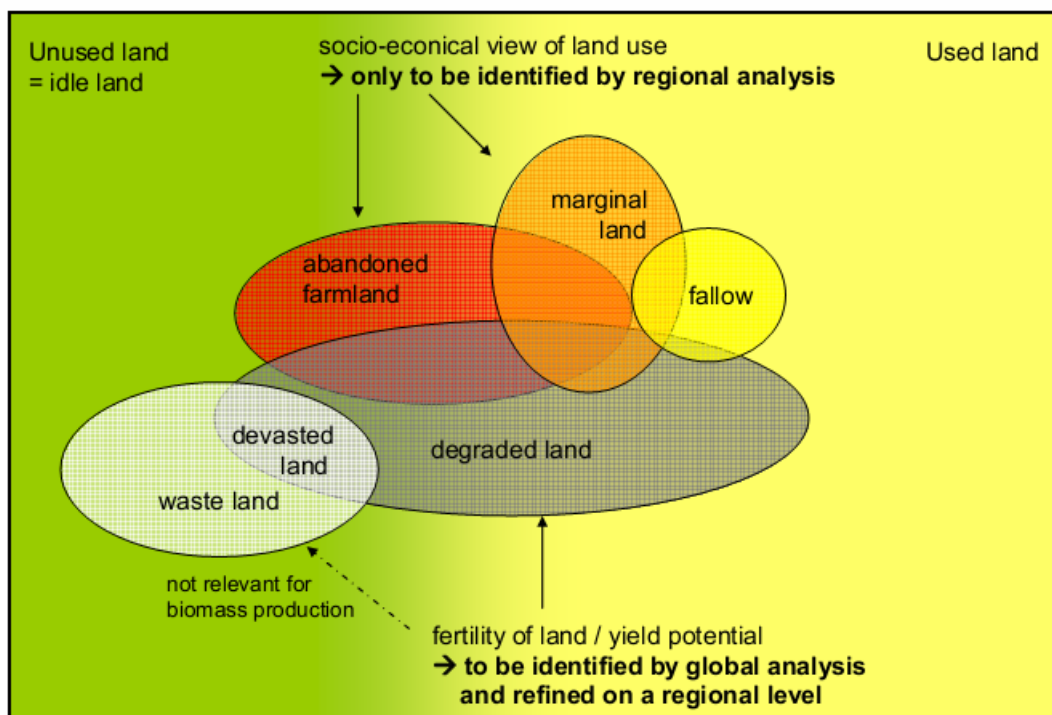 Unused land
= idle land
socio-econical view of land use
→ only to be identified by regional analysis
Used land
marginal
land
abandoned
farmland
fallow
devasted
land
degraded land
waste land
not relevant for
biomass production
fertility of land / yield potential
→ to be identified by global analysis
and refined on a regional level